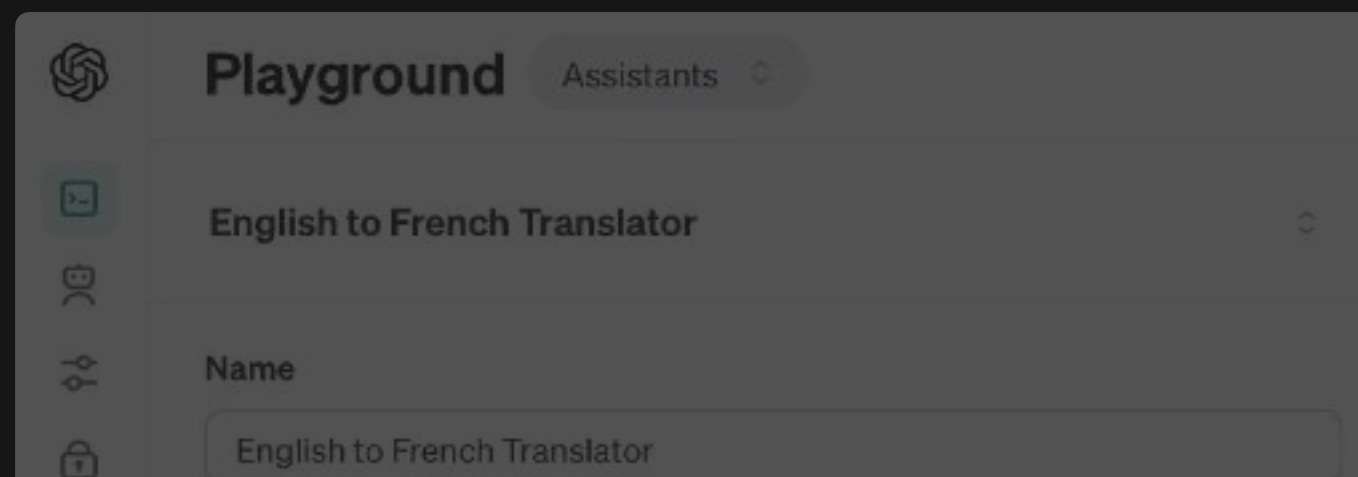 Playground
Assistants
English to French Translator
Name
English to French Translator